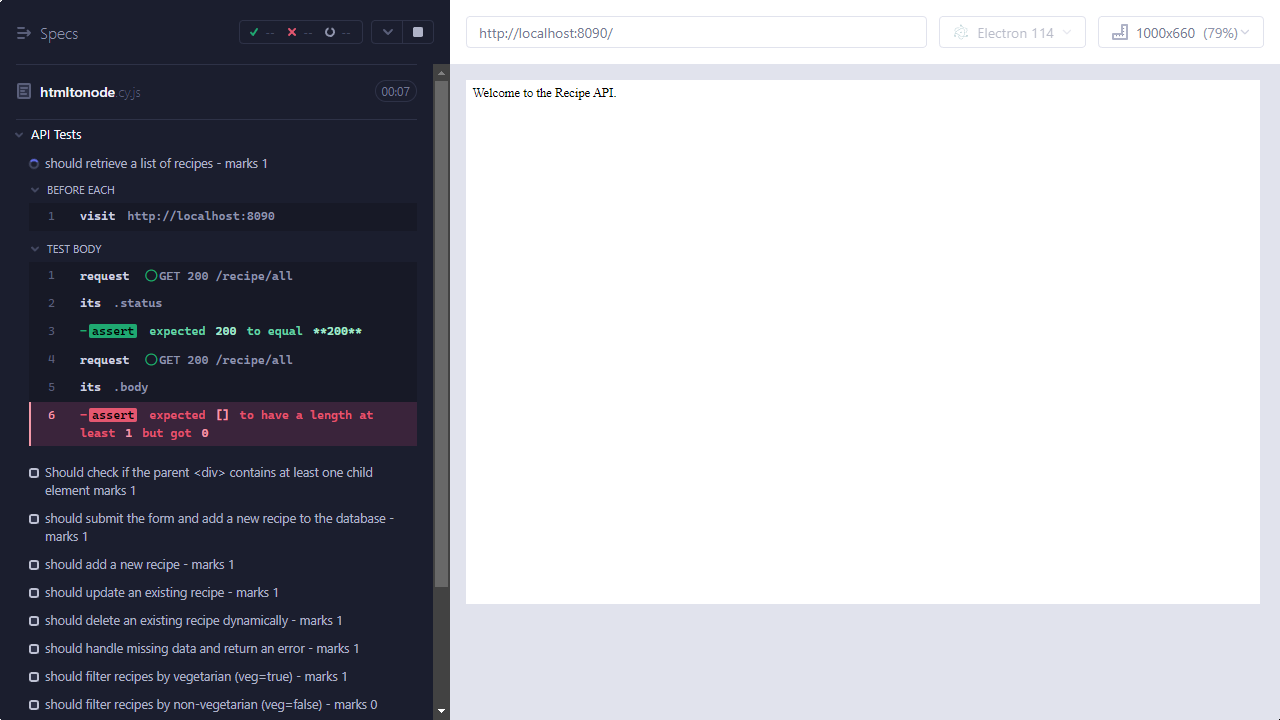 Specs
-- -- --
htmltonode.cy.js
00:07
API Tests
should retrieve a list of recipes - marks 1
BEFORE EACH
1 visit http://localhost:8090
TEST BODY
1 request GET 200 /recipe/all
2 its .status
3 -assert expected 200 to equal **200**
4 request GET 200 /recipe/all
5 its .body
6 -assert expected [] to have a length at
least 1 but got 0
Should check if the parent <div> contains at least one child
element marks 1
should submit the form and add a new recipe to the database -
marks 1
should add a new recipe - marks 1
should update an existing recipe - marks 1
should delete an existing recipe dynamically - marks 1
should handle missing data and return an error - marks 1
should filter recipes by vegetarian (veg=true) - marks 1
should filter recipes by non-vegetarian (veg=false) - marks 0
http://localhost:8090/
Electron 114
1000x660 (79%)
Welcome to the Recipe API.